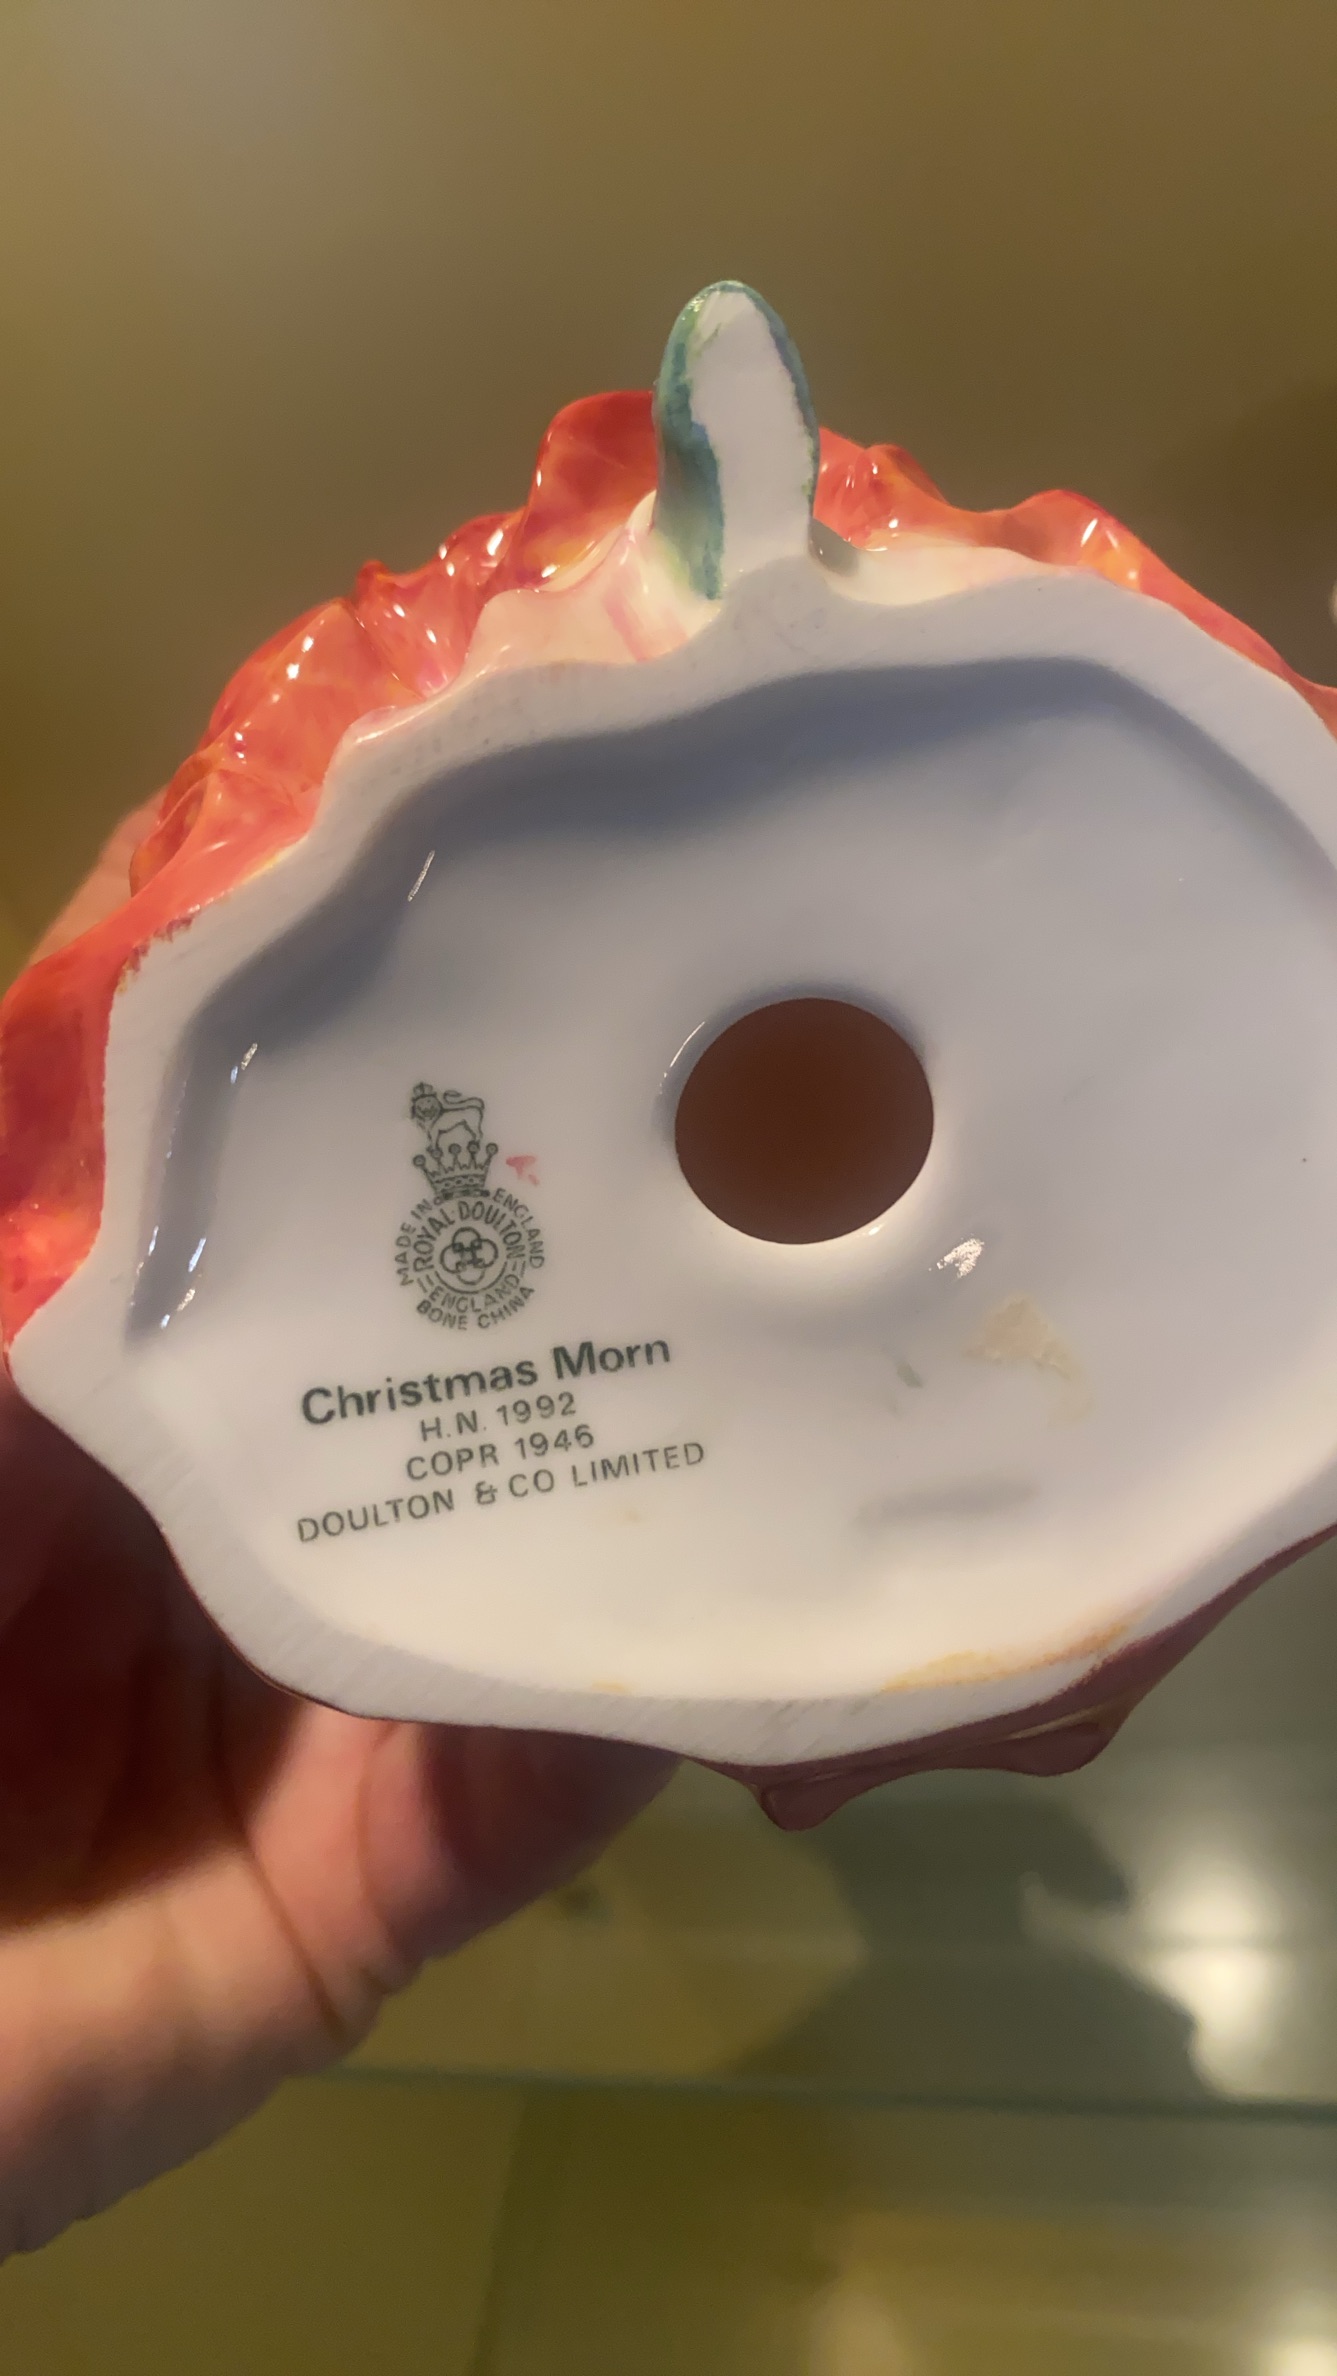 MADE IN ENGLAND
ROYAL-DOULTON
ENGLAND
BONE CHINA
Christmas Morn
H.N. 1992
COPR 1946
DOULTON & CO LIMITED